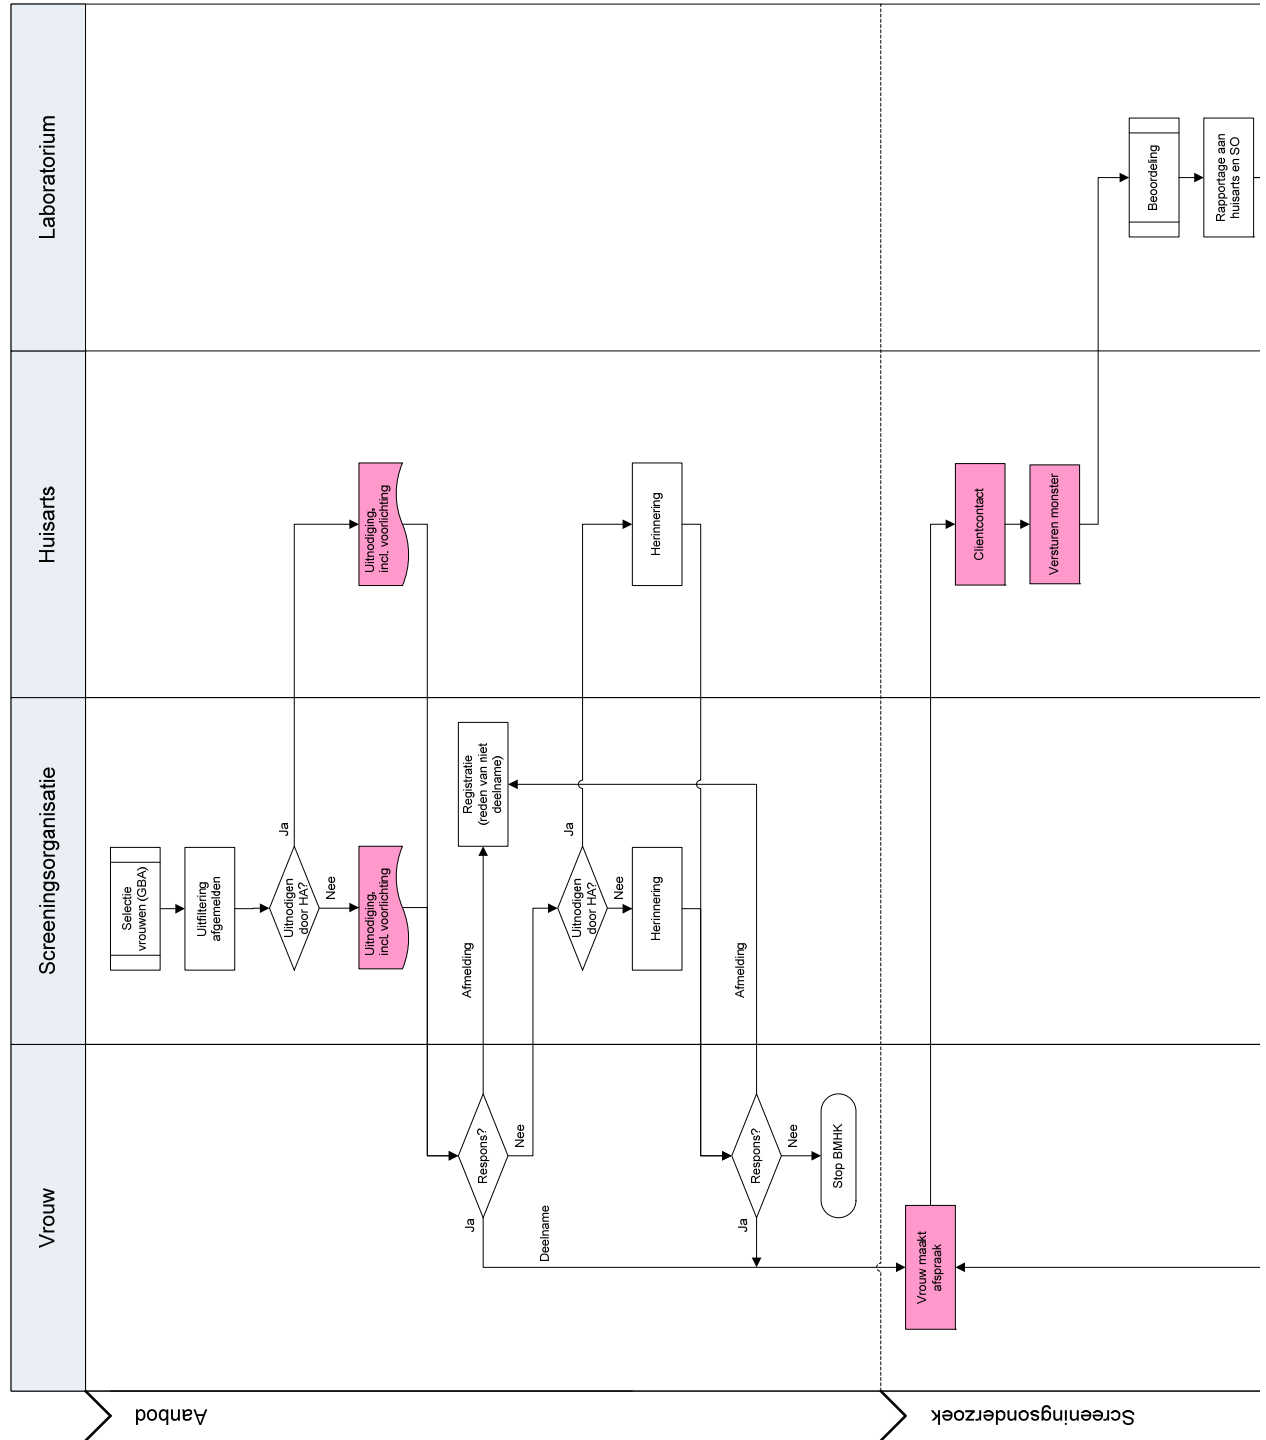 Vrouw
Screeningsorganisatie
Huisarts
Laboratorium
Aanbod
Selectie
vrouwen (GBA)
Uitfiltering
afgemelden
Uitnodigen
door HA?
Ja
Nee
Uitnodiging,
incl. voorlichting
Uitnodiging,
incl. voorlichting
Respons?
Ja
Nee
Afmelding
Deelname
Registratie
(reden van niet
deelname)
Uitnodigen
door HA?
Ja
Nee
Herinnering
Herinnering
Respons?
Ja
Nee
Afmelding
Stop BMHK
Screeningsonderzoek
Vrouw maakt
afspraak
Clientcontact
Versturen monster
Beoordeling
Rapportage aan
huisarts en SO